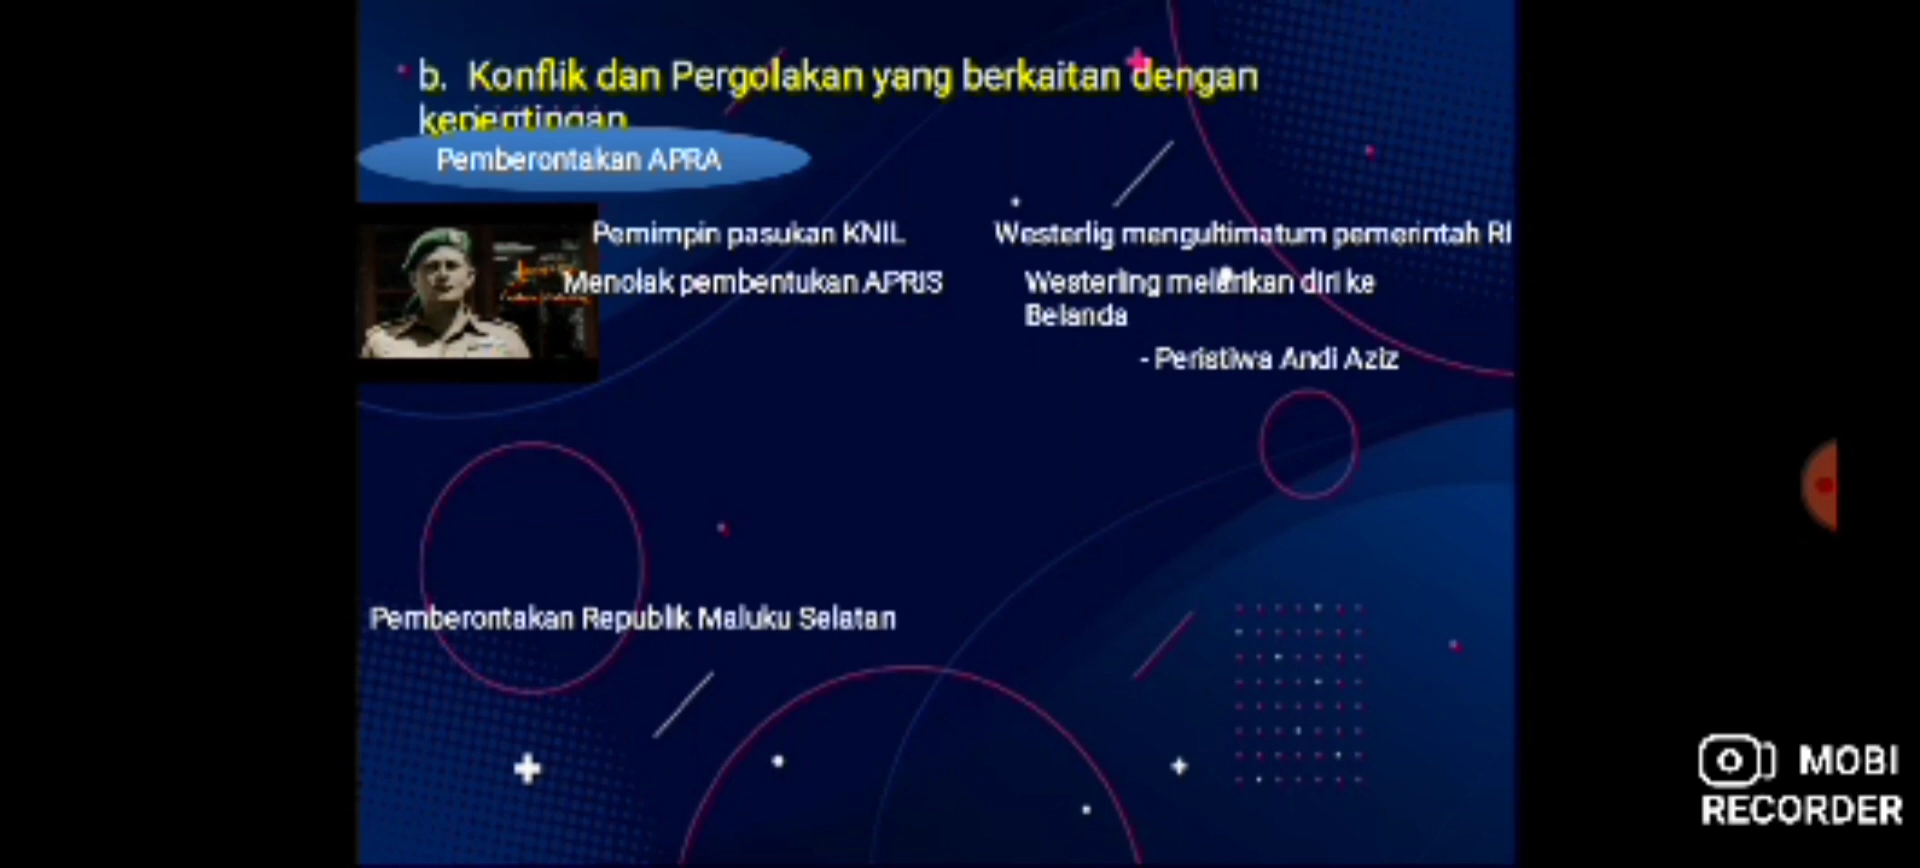 b. Konflik dan Pergolakan yang berkaitan dengan
kepentingan
Pemberontakan APRA
Pemimpin pasukan KNIL
Menolak pembentukan APRIS
Westerlig mengultimatum pemerintah RI
Westerling melarikan diri ke
Belanda
- Peristiwa Andi Aziz
Pemberontakan Republik Maluku Selatan
MOBI
RECORDER